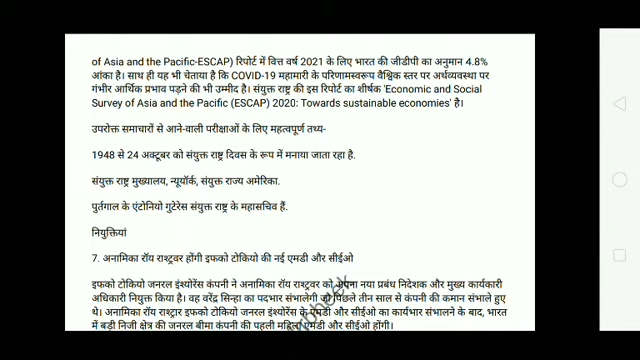 of Asia and the Pacific-ESCAP) रिपोर्ट में वित्त वर्ष 2021 के लिए भारत की जीडीपी का अनुमान 4.8%
आंका है। साथ ही यह भी चेताया है कि COVID-19 महामारी के परिणामस्वरूप वैश्विक स्तर पर अर्थव्यवस्था पर
गंभीर आर्थिक प्रभाव पड़ने की भी उम्मीद है। संयुक्त राष्ट्र की इस रिपोर्ट का शीर्षक 'Economic and Social
Survey of Asia and the Pacific (ESCAP) 2020: Towards sustainable economies' है।
उपरोक्त समाचारों से आने-वाली परीक्षाओं के लिए महत्वपूर्ण तथ्य-
1948 से 24 अक्टूबर को संयुक्त राष्ट्र दिवस के रूप में मनाया जाता रहा है.
संयुक्त राष्ट्र मुख्यालय, न्यूयॉर्क, संयुक्त राज्य अमेरिका.
पुर्तगाल के एंटोनियो गुटेरेस संयुक्त राष्ट्र के महासचिव हैं.
नियुक्तियां
7. अनामिका रॉय राश्ट्रवर होंगी इफको टोकियो की नई एमडी और सीईओ
इफको टोकियो जनरल इंश्योरेंस कंपनी ने अनामिका रॉय राश्ट्रवर को अपना नया प्रबंध निदेशक और मुख्य कार्यकारी
अधिकारी नियुक्त किया है। वह वरेंद्र सिन्हा का पदभार संभालेगी जो पिछले तीन साल से कंपनी की कमान संभाले हुए
थे। अनामिका रॉय राश्ट्रार इफको टोकियो जनरल इंश्योरेंस के एमडी और सीईओ का कार्यभार संभालने के बाद, भारत
में बड़ी निजी क्षेत्र की जनरल बीमा कंपनी की पहली महिला एमडी और सीईओ होंगी।